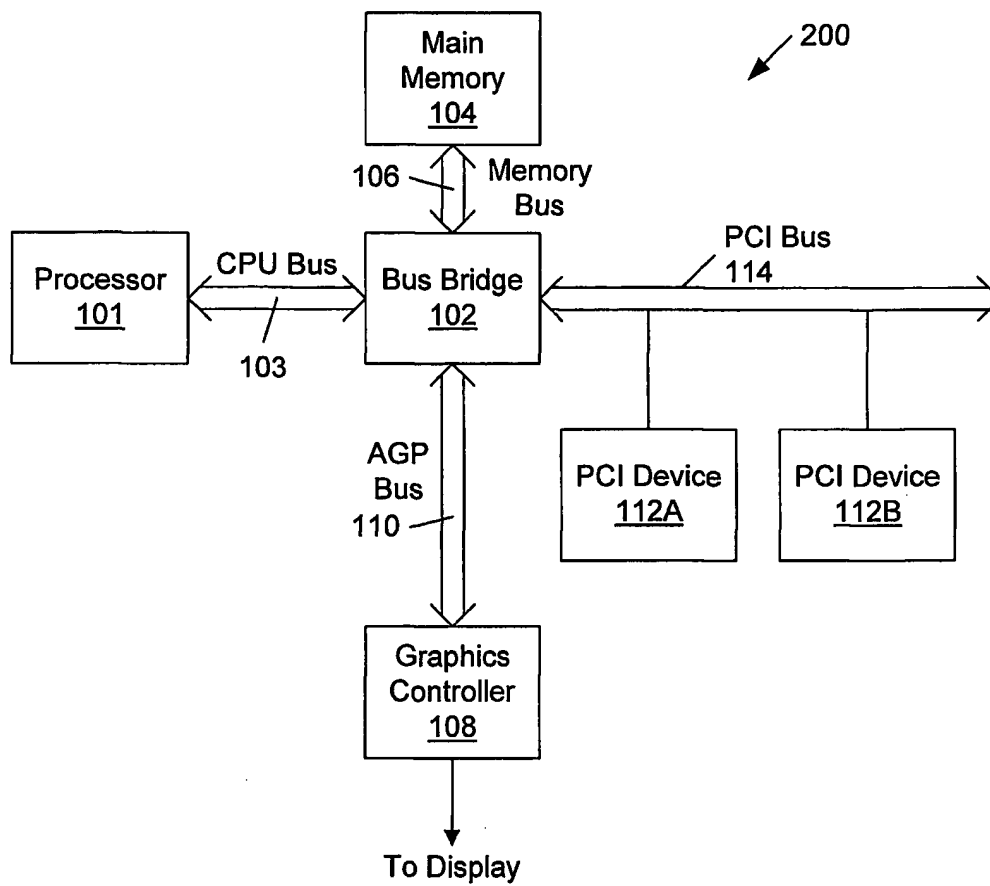 200
Main
Memory
104
106
Memory
Bus
Processor
101
CPU Bus
103
Bus Bridge
102
PCI Bus
114
AGP
Bus
110
PCI Device
112A
PCI Device
112B
Graphics
Controller
108
To Display